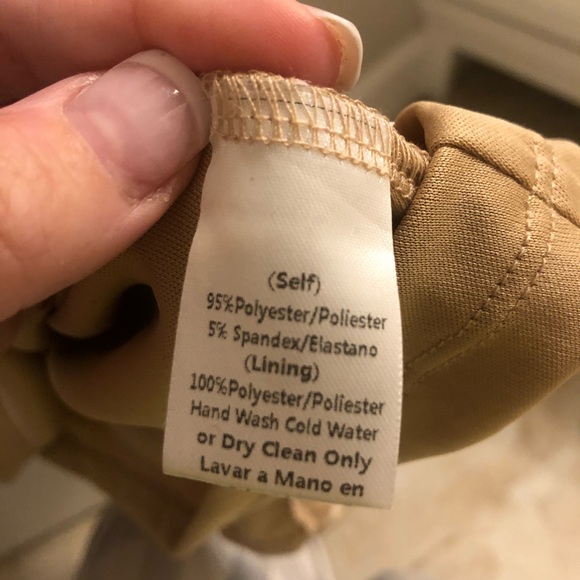 (Self)
95%Polyester/Poliester
5% Spandex/Elastano
(Lining)
100%Polyester/Poliester
Hand Wash Cold Water
or Dry Clean Only
Lavar a Mano en